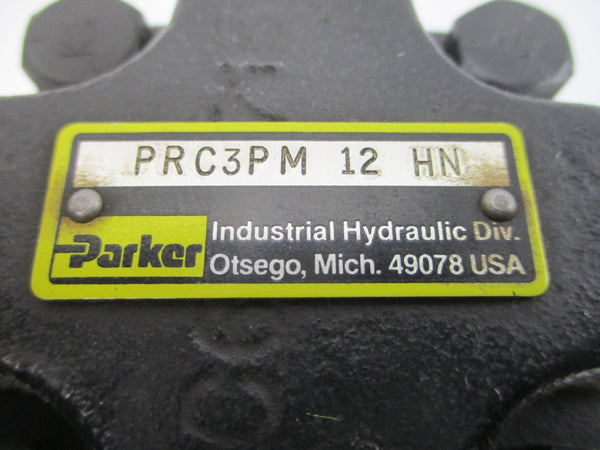 PRC3PM 12 HN
Parker
Industrial Hydraulic Div.
Otsego, Mich. 49078 USA